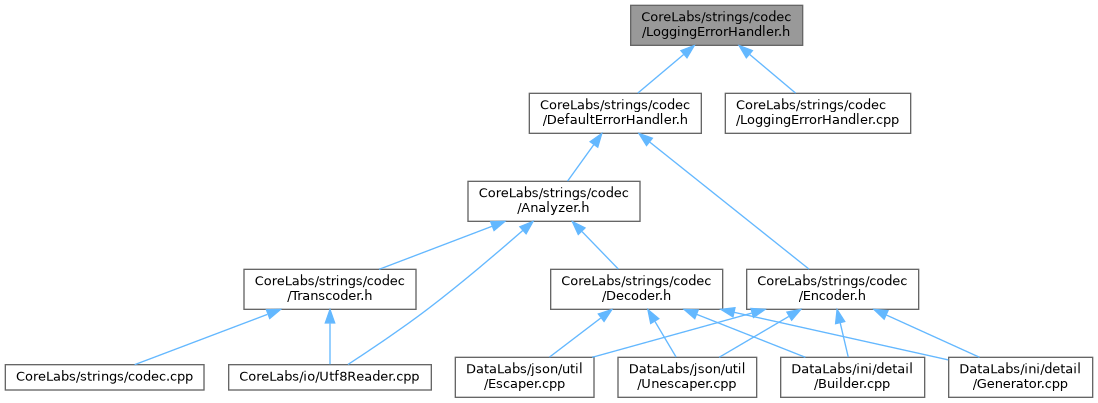 CoreLabs/strings/codec
/LoggingErrorHandler.h
CoreLabs/strings/codec
/DefaultErrorHandler.h
CoreLabs/strings/codec
/LoggingErrorHandler.cpp
CoreLabs/strings/codec
/Analyzer.h
CoreLabs/strings/codec
/Transcoder.h
CoreLabs/strings/codec
/Decoder.h
CoreLabs/strings/codec
/Encoder.h
CoreLabs/strings/codec.cpp
CoreLabs/io/Utf8Reader.cpp
DataLabs/json/util
/Escaper.cpp
DataLabs/json/util
/Unescaper.cpp
DataLabs/ini/detail
/Builder.cpp
DataLabs/ini/detail
/Generator.cpp